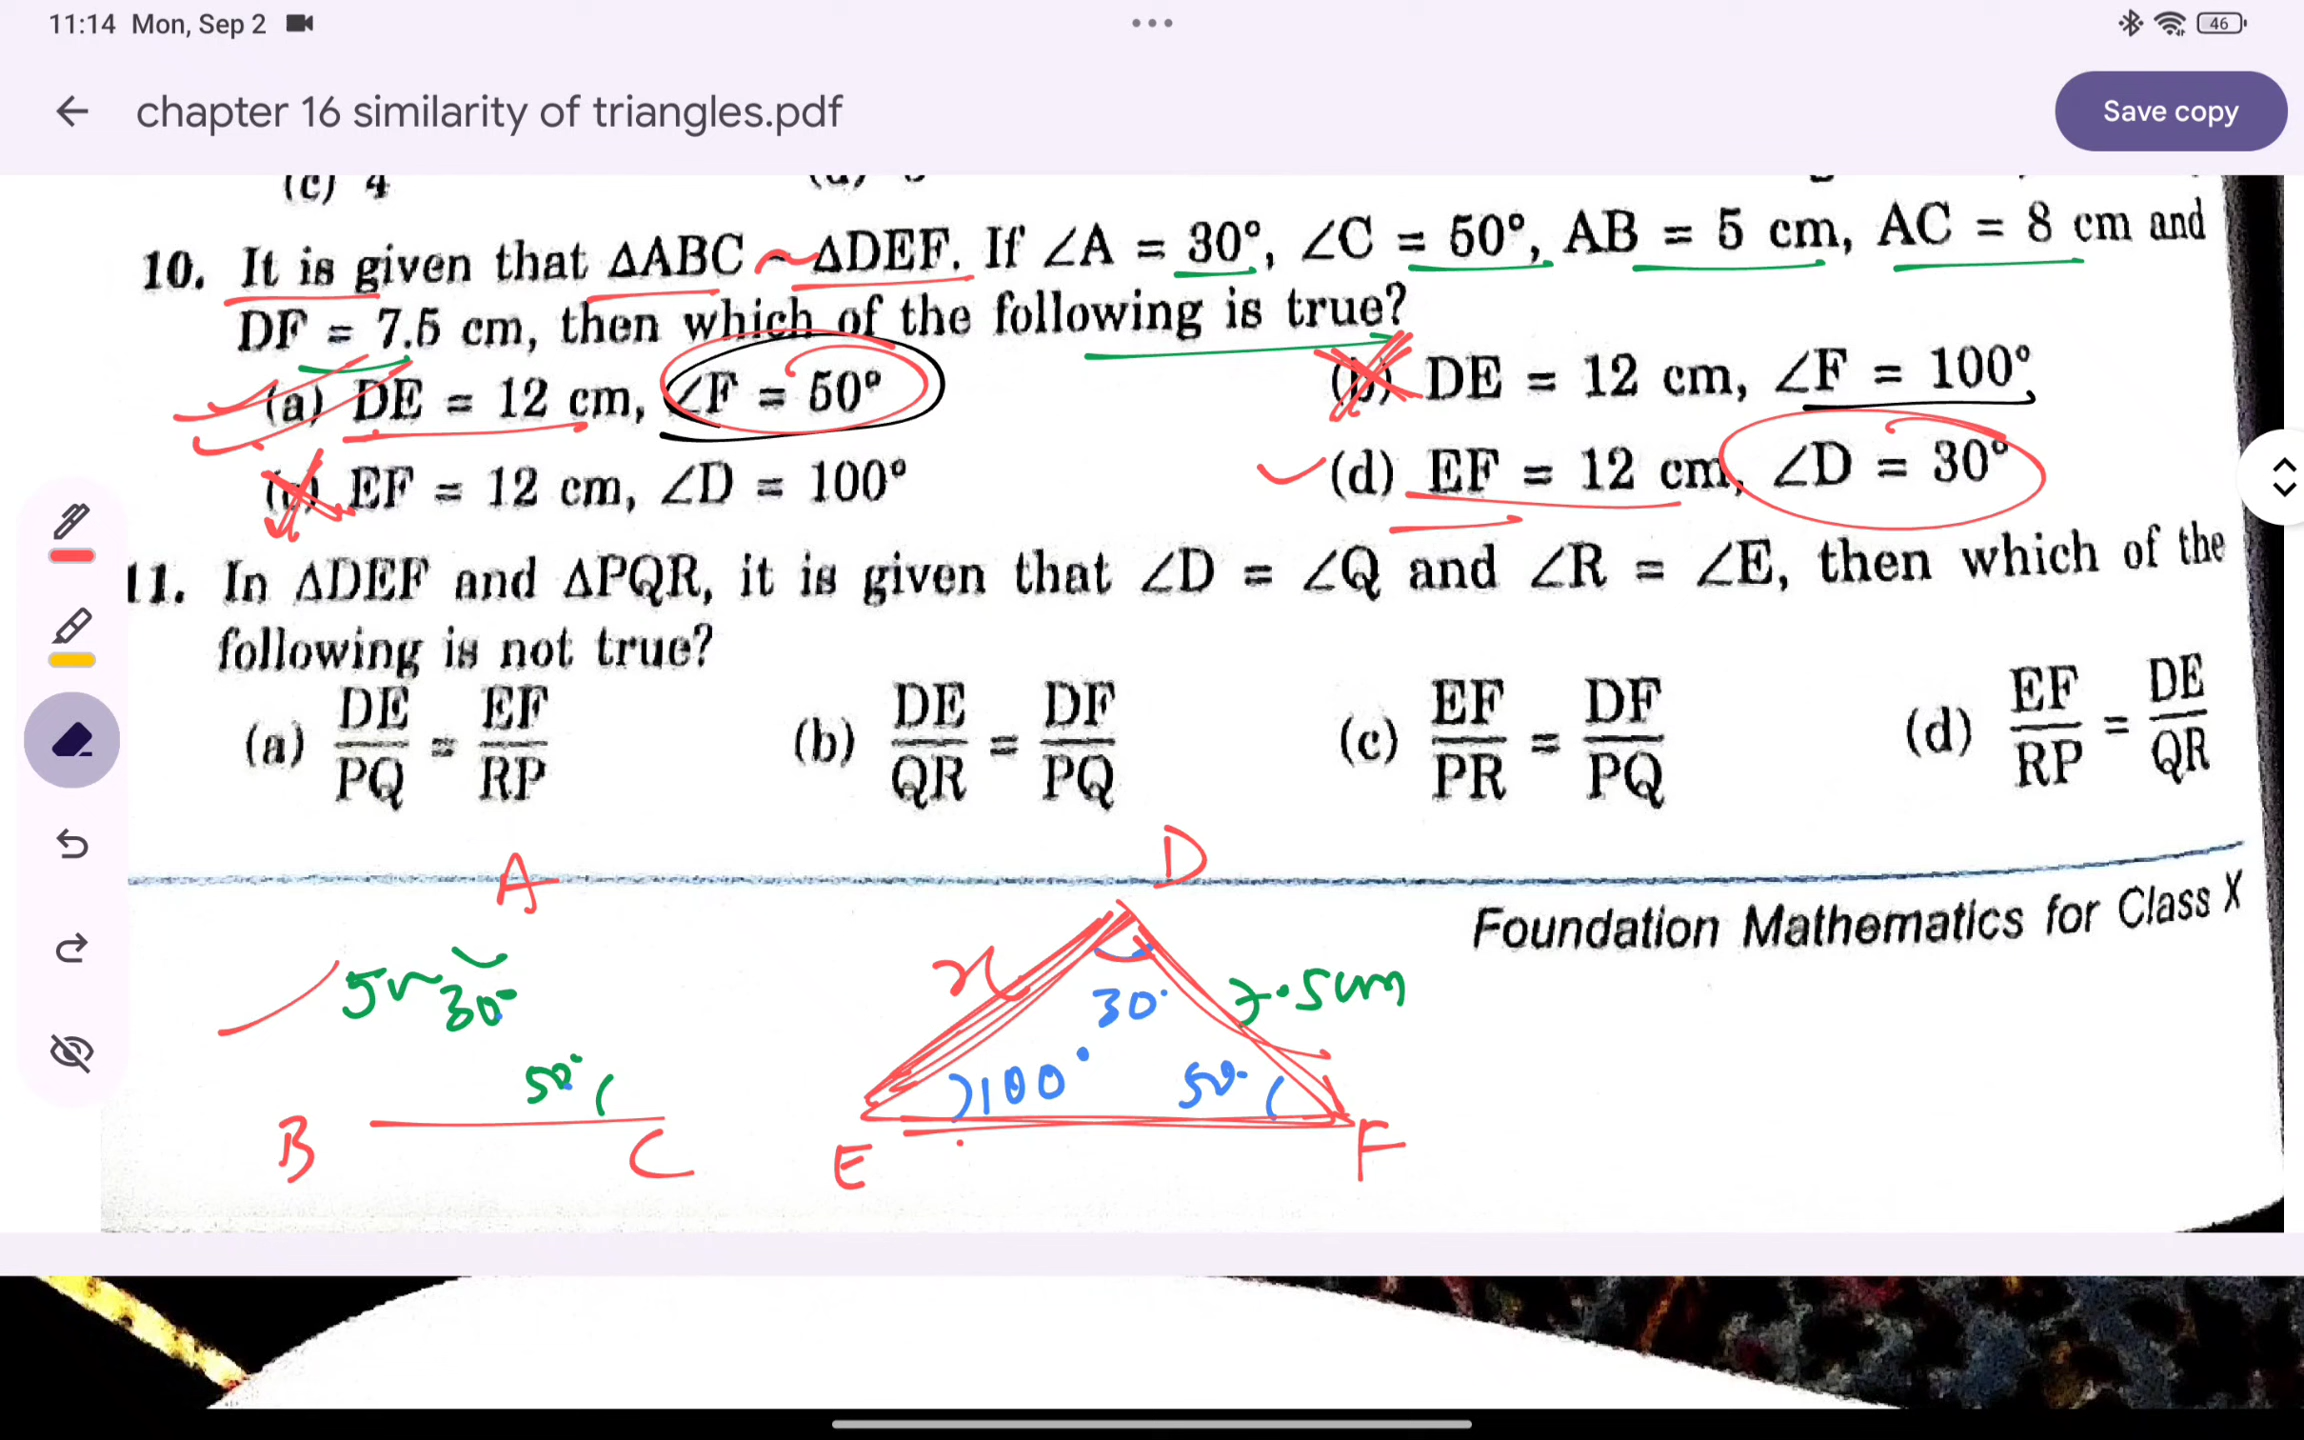 11:14 Mon, Sep 2
46
chapter 16 similarity of triangles.pdf
Save copy
(c) 4
10. It is given that ΔABC ~ ΔDEF. If ∠A = 30°, ∠C = 50°, AB = 5 cm, AC = 8 cm and
DF = 7.5 cm, then which of the following is true?
(a) DE = 12 cm, ∠F = 50° (b) DE = 12 cm, ∠F = 100°
(c) EF = 12 cm, ∠D = 100° (d) EF = 12 cm, ∠D = 30°
11. In ΔDEF and ΔPQR, it is given that ∠D = ∠Q and ∠R = ∠E, then which of the
following is not true?
(a) DE/PQ = EF/RP (b) DE/QR = DF/PQ (c) EF/PR = DF/PQ (d) EF/RP = DE/QR
A D
Foundation Mathematics for Class X
5 30° x 30° 7.5cm
50° 100° 50°
B C E F